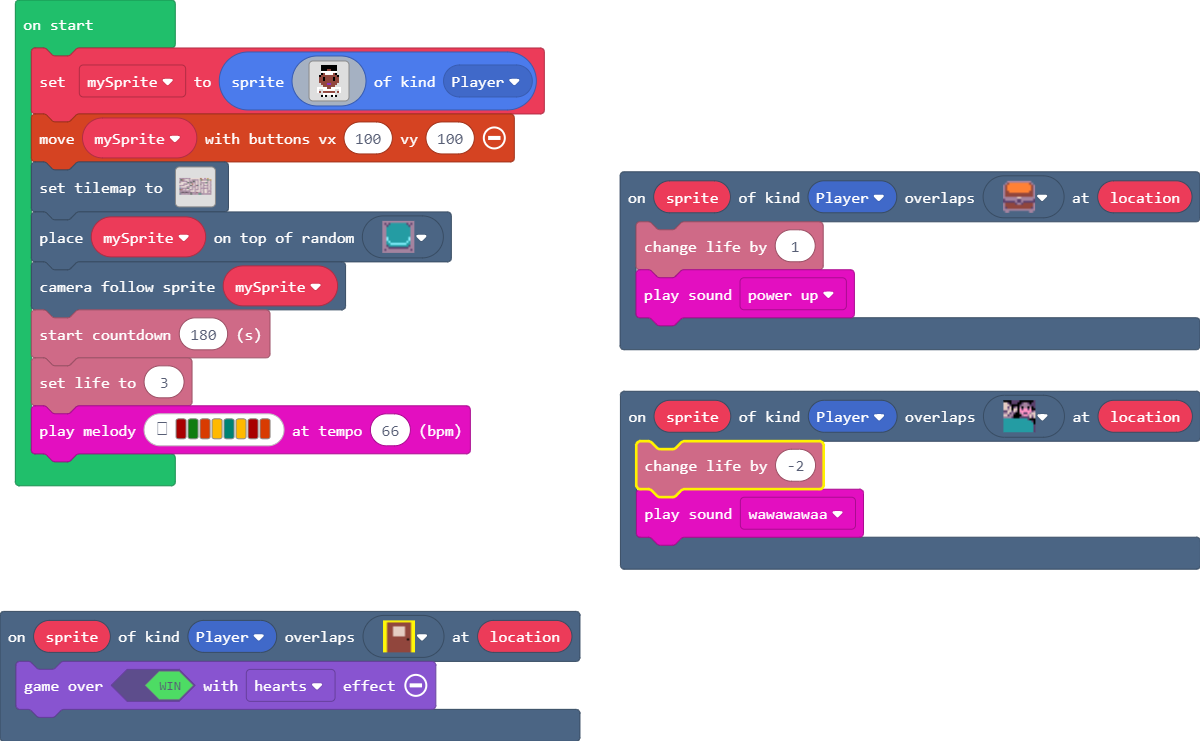 on start
set mySprite to sprite of kind Player
move mySprite with buttons vx 100 vy 100
set tilemap to
place mySprite on top of random
camera follow sprite mySprite
start countdown 180 (s)
set life to 3
play melody at tempo 66 (bpm)
on sprite of kind Player overlaps at location
change life by 1
play sound power up
on sprite of kind Player overlaps at location
change life by -2
play sound wawawawaa
on sprite of kind Player overlaps at location
game over WIN with hearts effect